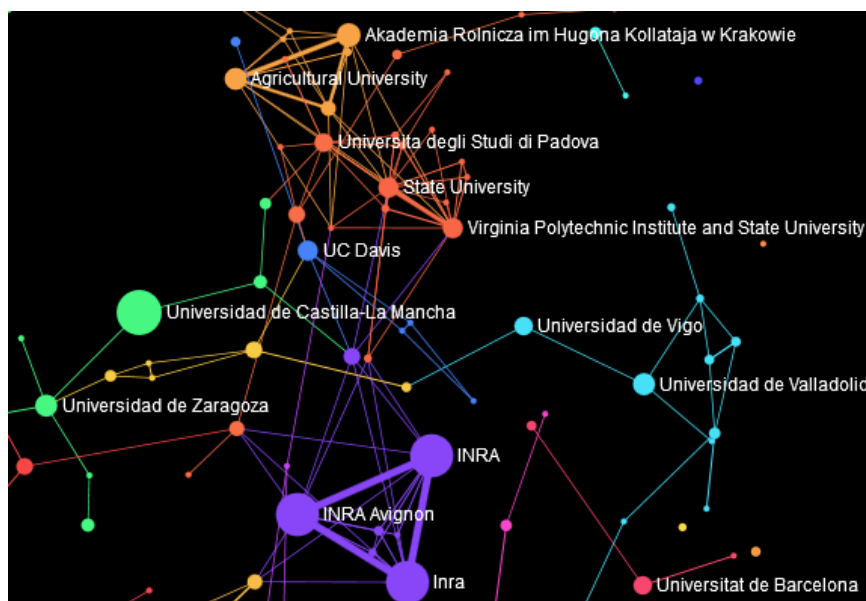 Akademia Rolnicza im Hugona Kollataja w Krakowie
Agricultural University
Universita degli Studi di Padova
State University
Virginia Polytechnic Institute and State University
UC Davis
Universidad de Castilla-La Mancha
Universidad de Vigo
Universidad de Valladolid
Universidad de Zaragoza
INRA
INRA Avignon
Inra
Universitat de Barcelona